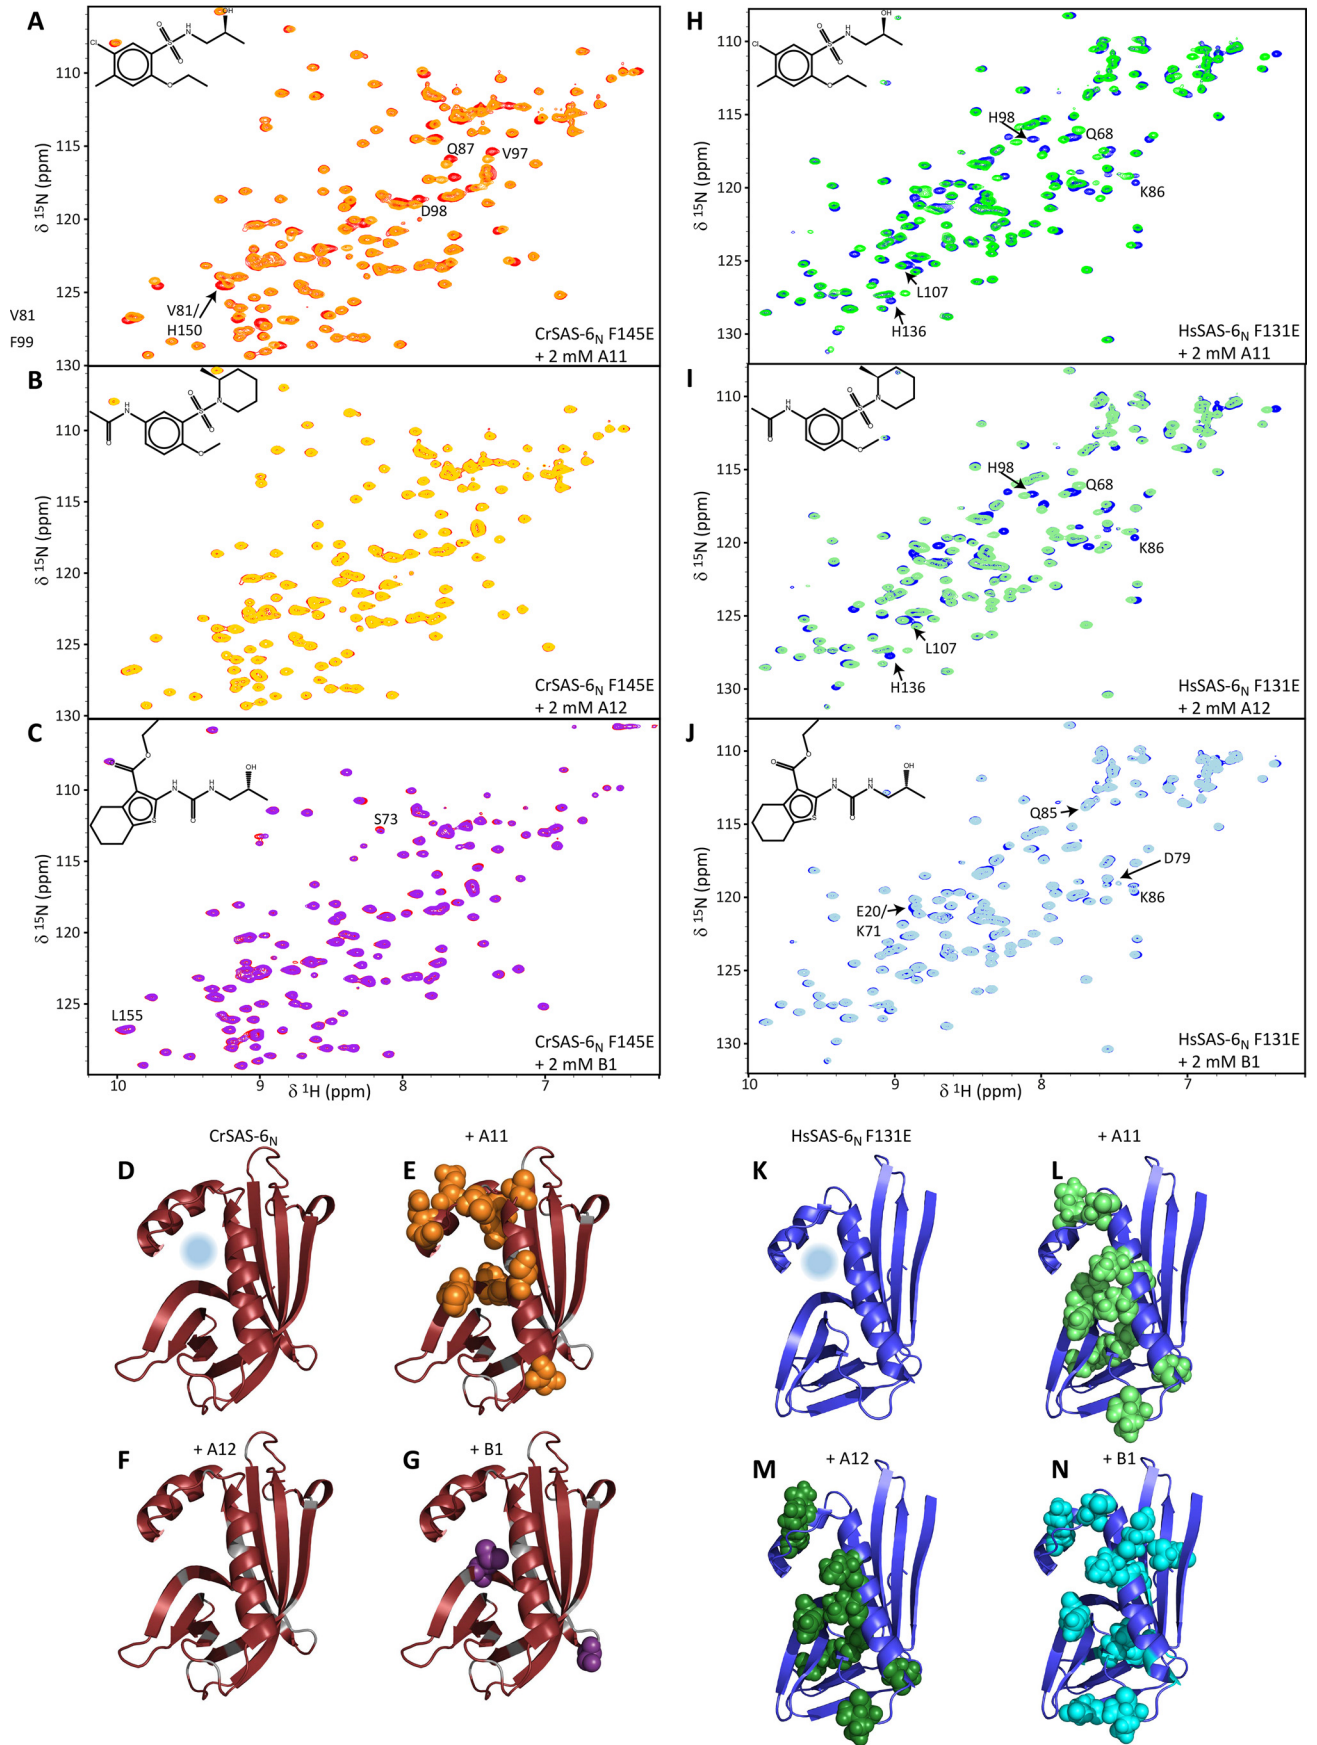 A
OH
O
H
N
S
O
Cl
O
110
115
120
125
130
δ 15N (ppm)
Q87
V97
D98
V81/
H150
V81
F99
CrSAS-6N F145E
+ 2 mM A11
B
H
N
O
O
S
N
O
O
110
115
120
125
130
δ 15N (ppm)
CrSAS-6N F145E
+ 2 mM A12
C
O
O
H
N
H
N
OH
S
O
110
115
120
125
δ 15N (ppm)
S73
L155
CrSAS-6N F145E
+ 2 mM B1
10
9
8
7
δ 1H (ppm)
H
OH
O
H
N
S
O
Cl
O
110
115
120
125
130
δ 15N (ppm)
H98
Q68
K86
L107
H136
HsSAS-6N F131E
+ 2 mM A11
I
H
N
O
O
S
N
O
O
110
115
120
125
130
δ 15N (ppm)
H98
Q68
K86
L107
H136
HsSAS-6N F131E
+ 2 mM A12
J
O
O
H
N
H
N
OH
S
O
110
115
120
125
130
δ 15N (ppm)
Q85
D79
K86
E20/
K71
HsSAS-6N F131E
+ 2 mM B1
10
9
8
7
δ 1H (ppm)
CrSAS-6N
+ A11
D
E
+ A12
+ B1
F
G
HsSAS-6N F131E
+ A11
K
L
+ A12
+ B1
M
N